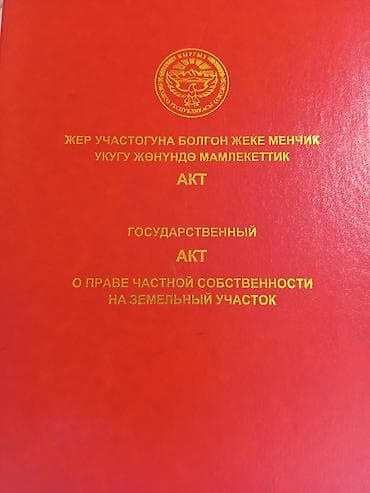 ЖЕР УЧАСТОГУНА БОЛГОН ЖЕКЕ МЕНЧИК
УКУГУ ЖӨНҮНДӨ МАМЛЕКЕТТИК
АКТ
ГОСУДАРСТВЕННЫЙ
АКТ
О ПРАВЕ ЧАСТНОЙ СОБСТВЕННОСТИ
НА ЗЕМЕЛЬНЫЙ УЧАСТОК